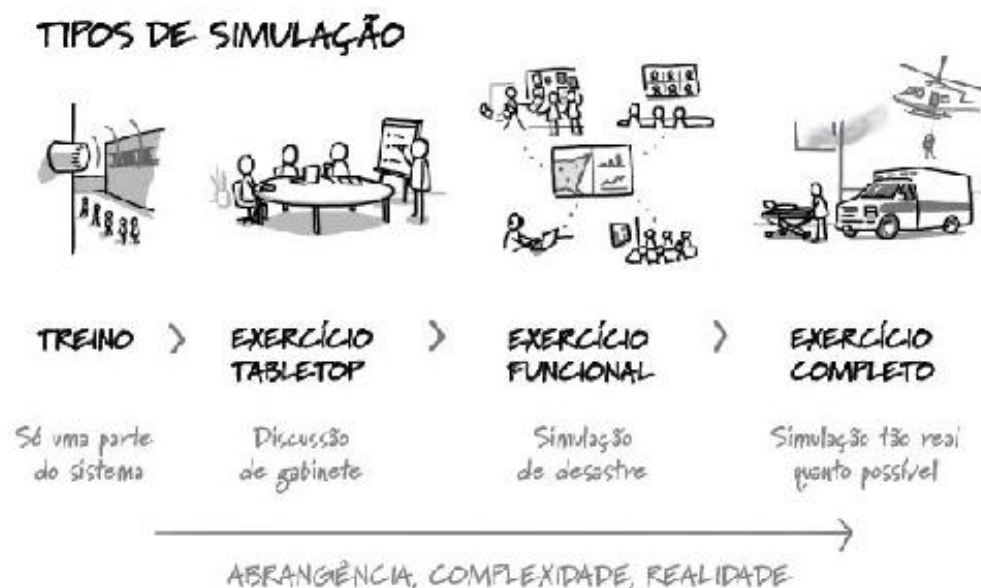 TIPOS DE SIMULAÇÃO
TREINO > EXERCÍCIO TABLETOP > EXERCÍCIO FUNCIONAL > EXERCÍCIO COMPLETO
Só uma parte
do sistema
Discussão
de gabinete
Simulação
de desastre
Simulação tão real
quanto possível
ABRANGÊNCIA, COMPLEXIDADE, REALIDADE